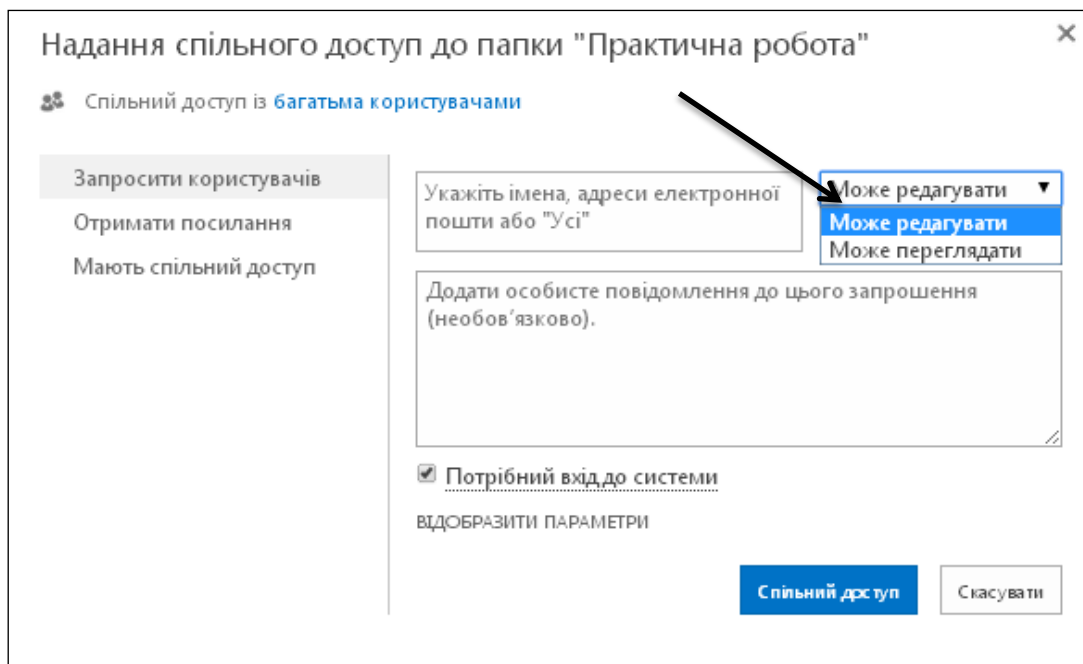 Надання спільного доступ до папки "Практична робота"
Спільний доступ із багатьма користувачами
Запросити користувачів
Отримати посилання
Мають спільний доступ
Укажіть імена, адреси електронної
пошти або "Усі"
Може редагувати
Може редагувати
Може переглядати
Додати особисте повідомлення до цього запрошення
(необов’язково).
Потрібний вхід до системи
ВІДОБРАЗИТИ ПАРАМЕТРИ
Спільний доступ
Скасувати